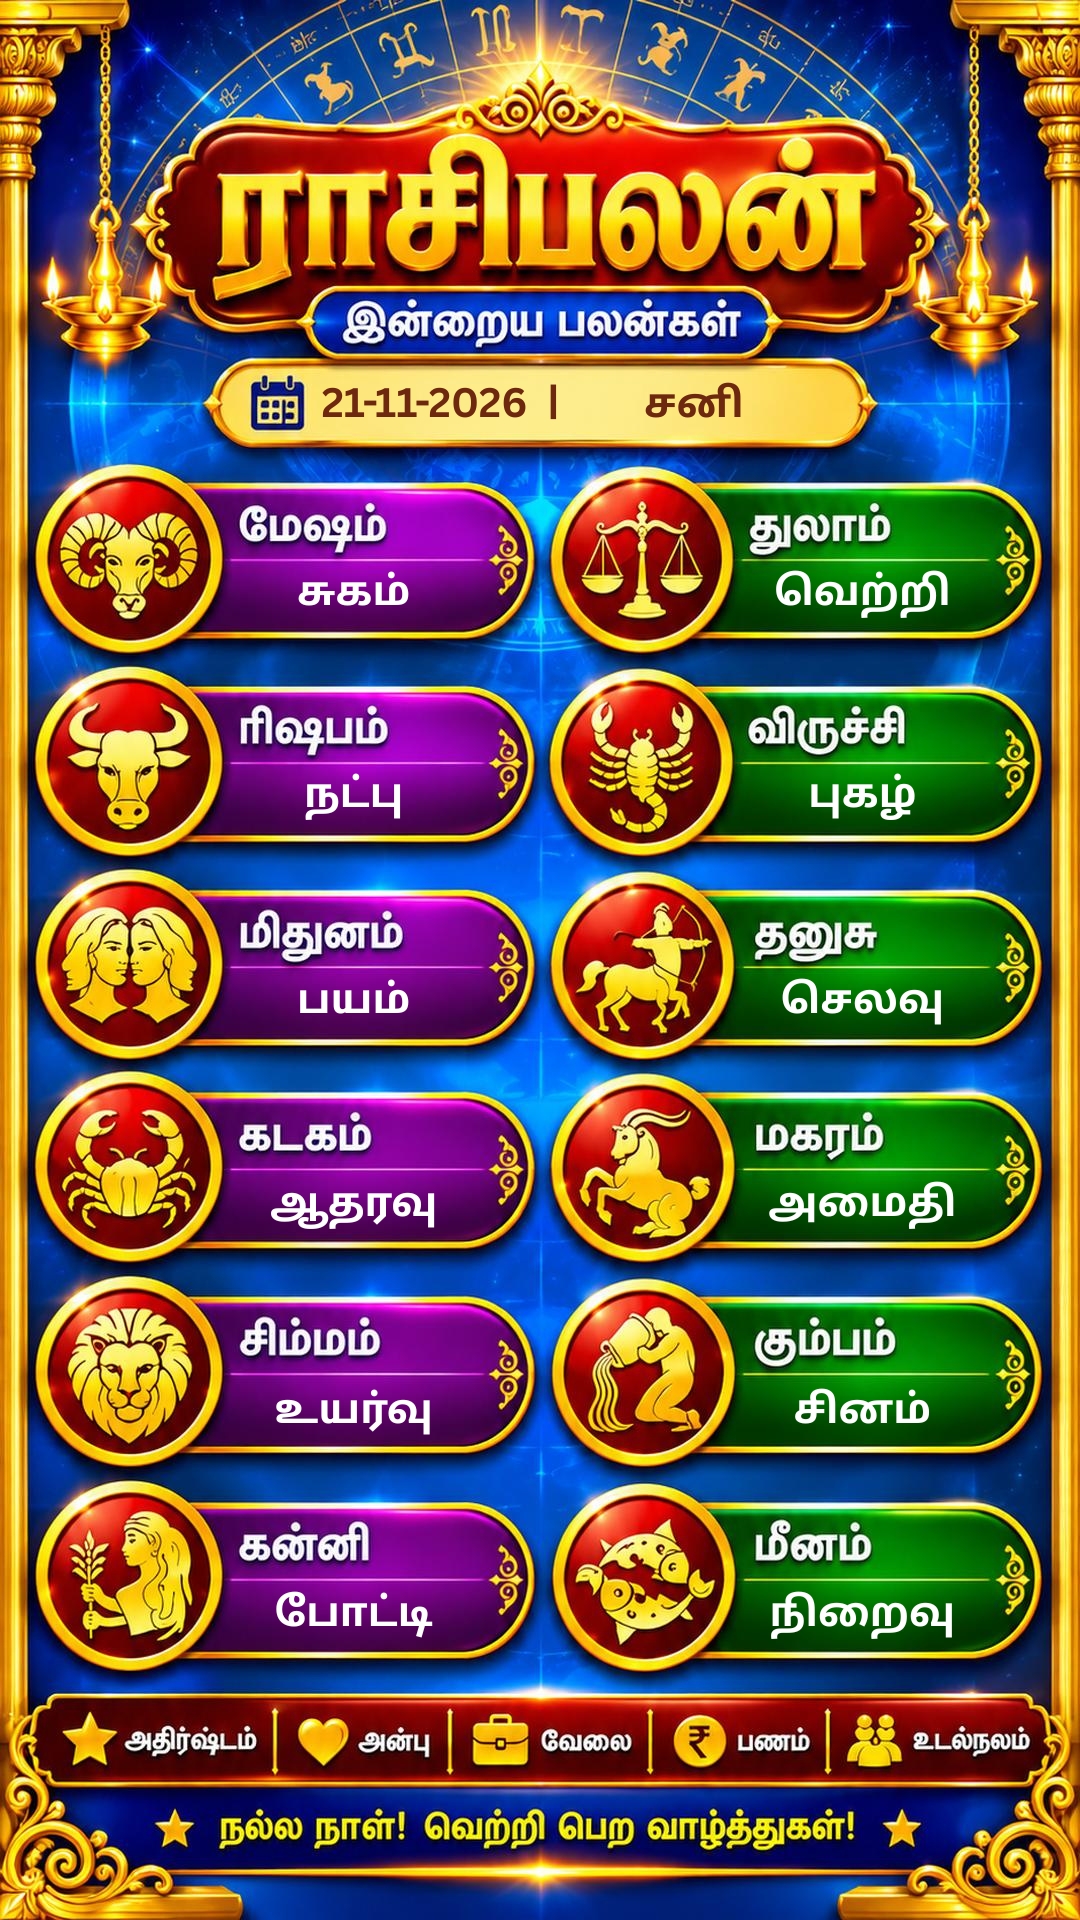 ராசிபலன்
இன்றைய பலன்கள்
21-11-2026 | சனி
மேஷம்
சுகம்
துலாம்
வெற்றி
ரிஷபம்
நட்பு
விருச்சி
புகழ்
மிதுனம்
பயம்
தனுசு
செலவு
கடகம்
ஆதரவு
மகரம்
அமைதி
சிம்மம்
உயர்வு
கும்பம்
சினம்
கன்னி
போட்டி
மீனம்
நிறைவு
அதிர்ஷ்டம் அன்பு வேலை பணம் உடல்நலம்
நல்ல நாள்! வெற்றி பெற வாழ்த்துகள்!